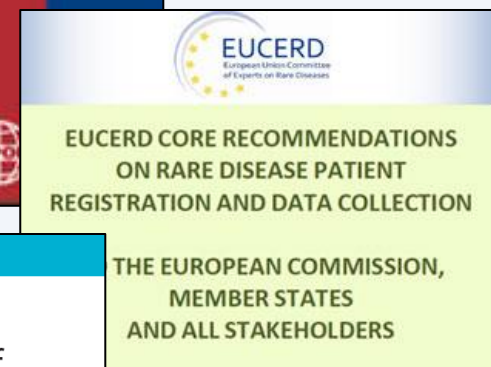 EUCERD
European Union Committee
of Experts on Rare Diseases
EUCERD CORE RECOMMENDATIONS
ON RARE DISEASE PATIENT
REGISTRATION AND DATA COLLECTION
THE EUROPEAN COMMISSION,
MEMBER STATES
AND ALL STAKEHOLDERS